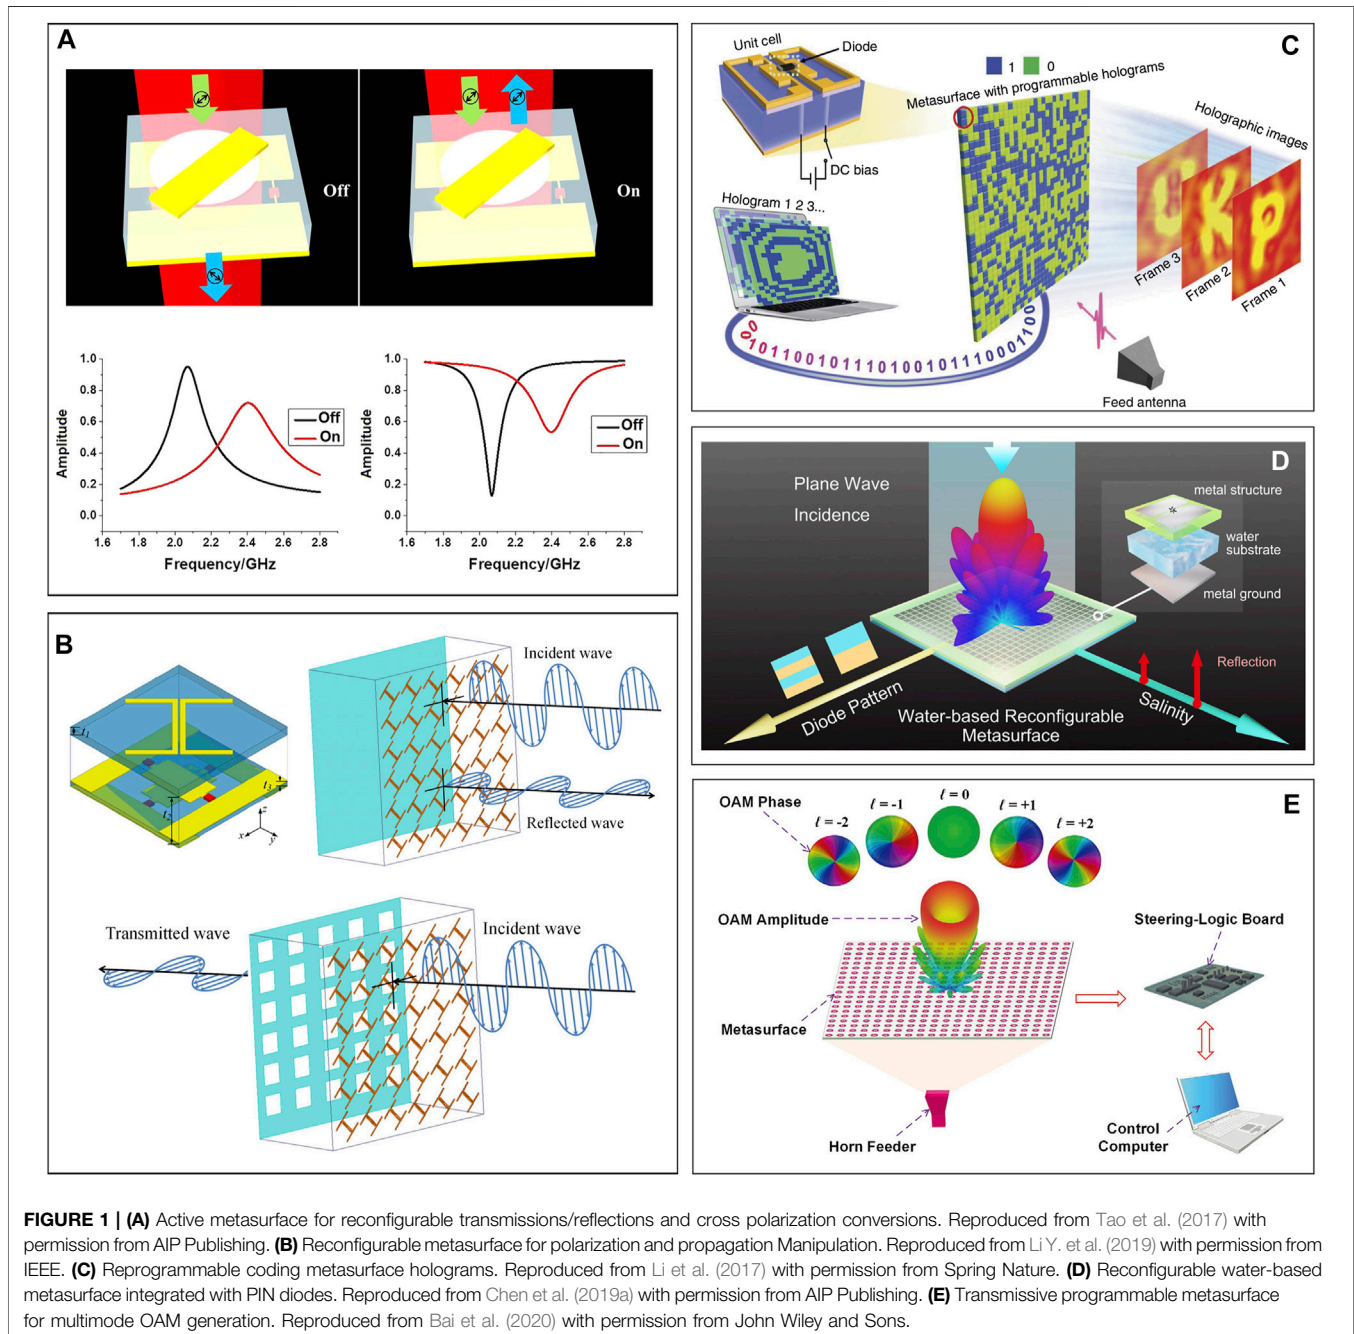 A
Off
On
1.0
0.8
0.6
0.4
0.2
0.0
Amplitude
Off
On
1.6 1.8 2.0 2.2 2.4 2.6 2.8
Frequency/GHz
1.0
0.8
0.6
0.4
0.2
0.0
Amplitude
Off
On
1.6 1.8 2.0 2.2 2.4 2.6 2.8
Frequency/GHz
B
t1
t2
t3
z
x
y
Incident wave
Reflected wave
Transmitted wave
Incident wave
C
Unit cell
Diode
1 0
Metasurface with programmable holograms
Holographic images
DC bias
Hologram 1 2 3...
Frame 3
Frame 2
Frame 1
U
K
P
Feed antenna
D
Plane Wave
Incidence
metal structure
water
substrate
metal ground
Reflection
Diode Pattern
Salinity
Water-based Reconfigurable
Metasurface
E
OAM Phase
ℓ = -2
ℓ = -1
ℓ = 0
ℓ = +1
ℓ = +2
OAM Amplitude
Steering-Logic Board
Metasurface
Horn Feeder
Control
Computer
FIGURE 1 | (A) Active metasurface for reconfigurable transmissions/reflections and cross polarization conversions. Reproduced from Tao et al. (2017) with
permission from AIP Publishing. (B) Reconfigurable metasurface for polarization and propagation Manipulation. Reproduced from Li Y. et al. (2019) with permission from
IEEE. (C) Reprogrammable coding metasurface holograms. Reproduced from Li et al. (2017) with permission from Spring Nature. (D) Reconfigurable water-based
metasurface integrated with PIN diodes. Reproduced from Chen et al. (2019a) with permission from AIP Publishing. (E) Transmissive programmable metasurface
for multimode OAM generation. Reproduced from Bai et al. (2020) with permission from John Wiley and Sons.